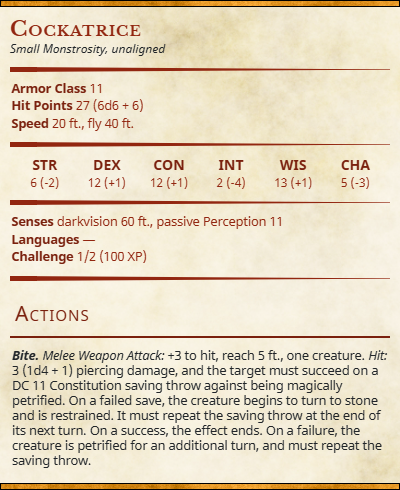 Cockatrice
Small Monstrosity, unaligned
Armor Class 11
Hit Points 27 (6d6 + 6)
Speed 20 ft., fly 40 ft.
STR DEX CON INT WIS CHA
6 (-2) 12 (+1) 12 (+1) 2 (-4) 13 (+1) 5 (-3)
Senses darkvision 60 ft., passive Perception 11
Languages —
Challenge 1/2 (100 XP)
Actions
Bite. Melee Weapon Attack: +3 to hit, reach 5 ft., one creature. Hit:
3 (1d4 + 1) piercing damage, and the target must succeed on a
DC 11 Constitution saving throw against being magically
petrified. On a failed save, the creature begins to turn to stone
and is restrained. It must repeat the saving throw at the end of
its next turn. On a success, the effect ends. On a failure, the
creature is petrified for an additional turn, and must repeat the
saving throw.